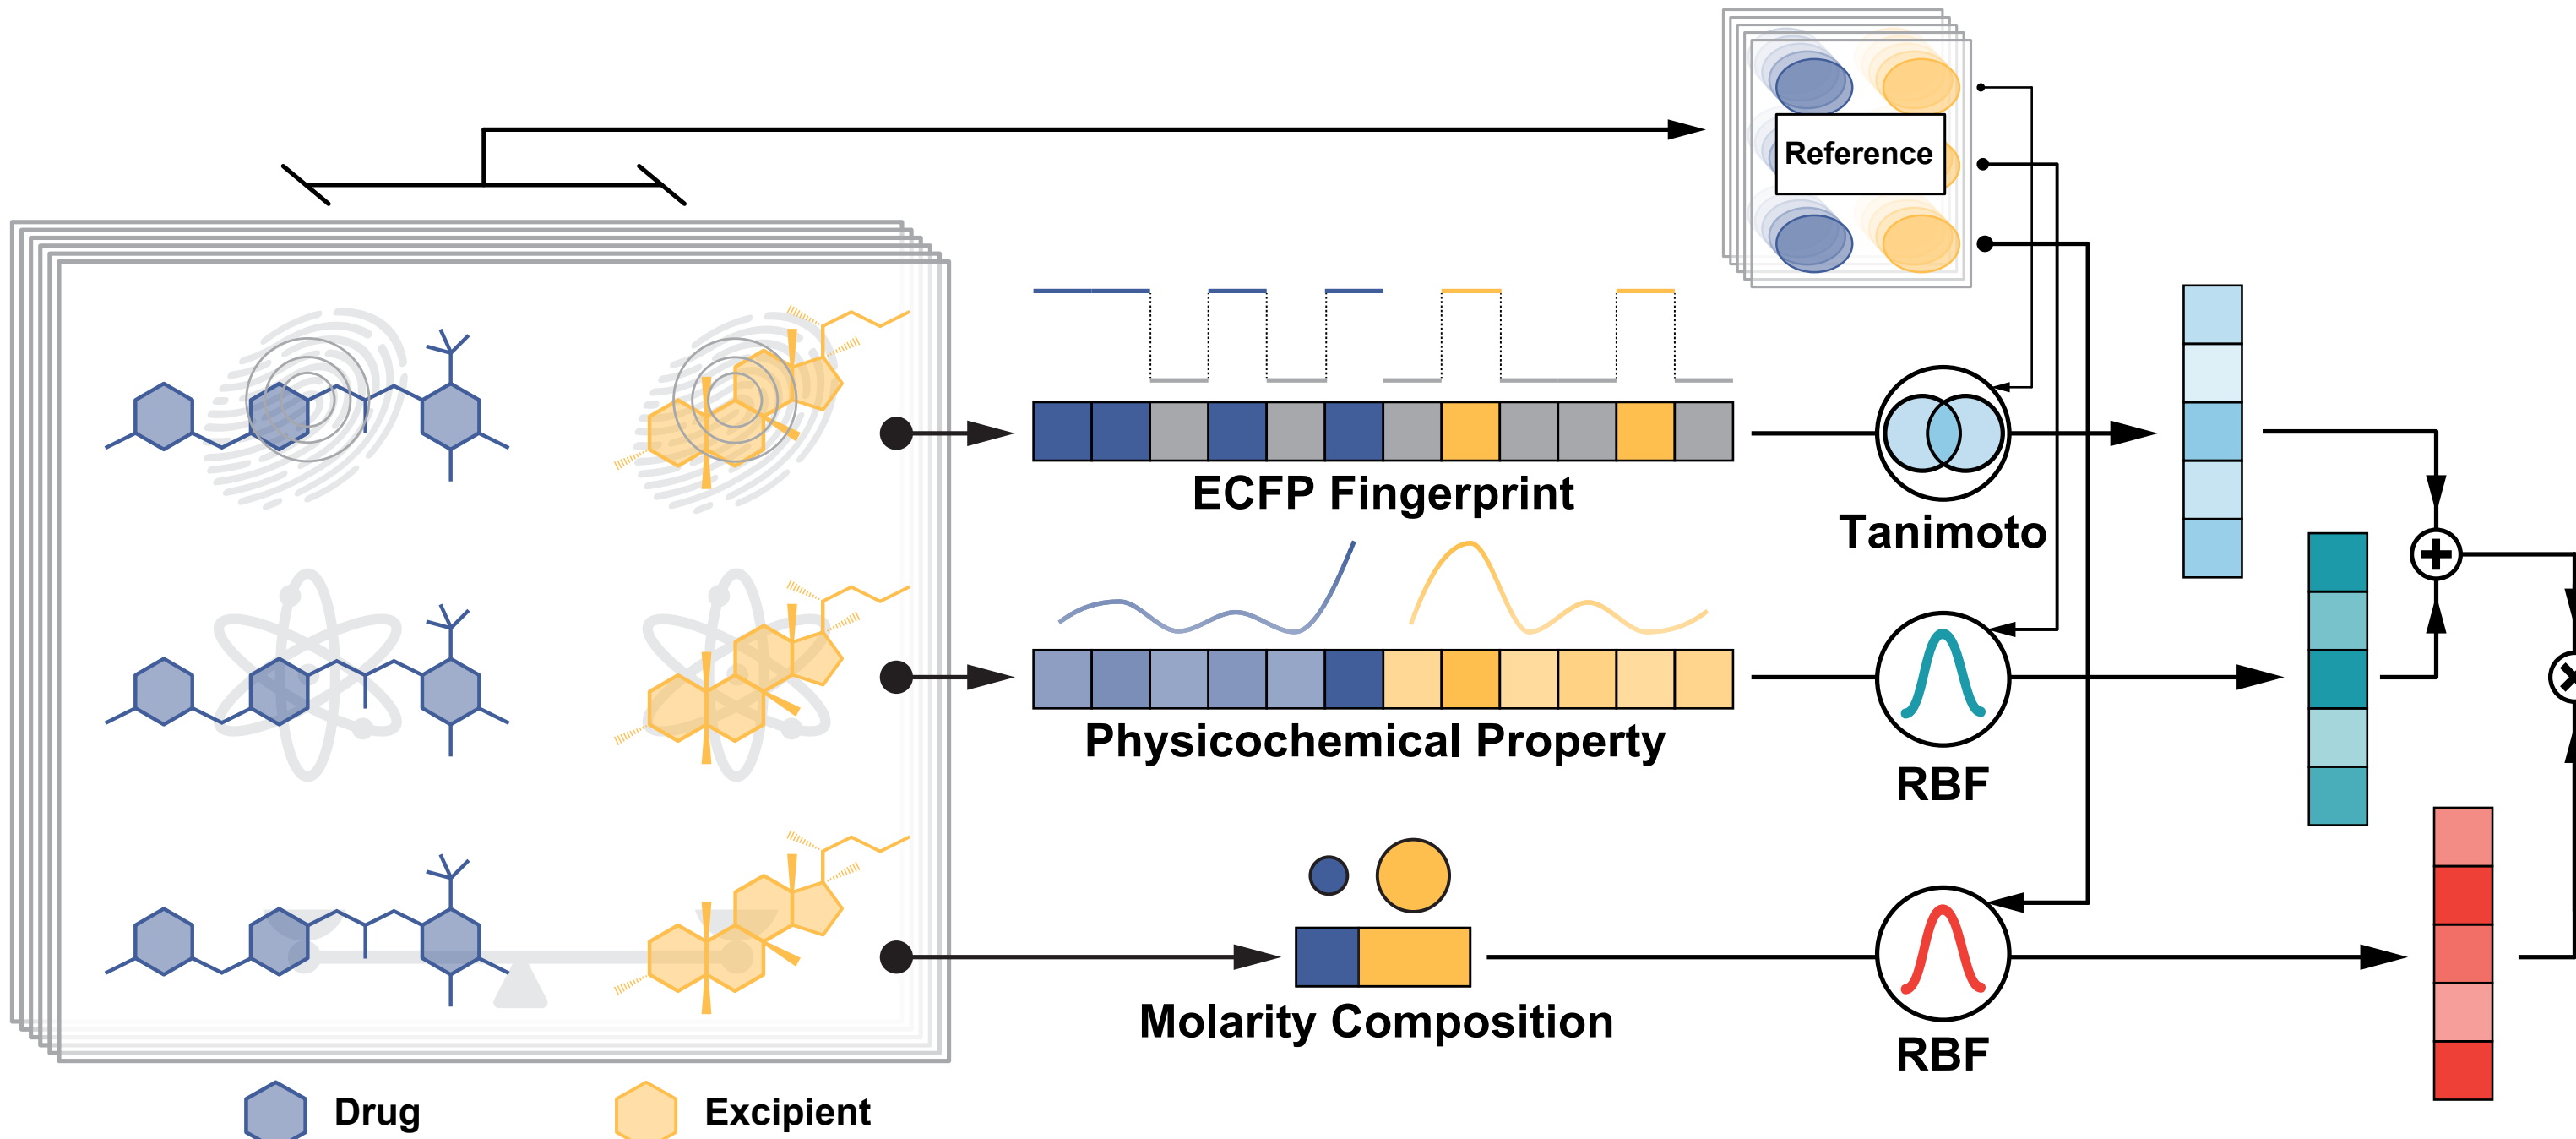 Reference
ECFP Fingerprint
Tanimoto
Physicochemical Property
RBF
Molarity Composition
RBF
Drug
Excipient